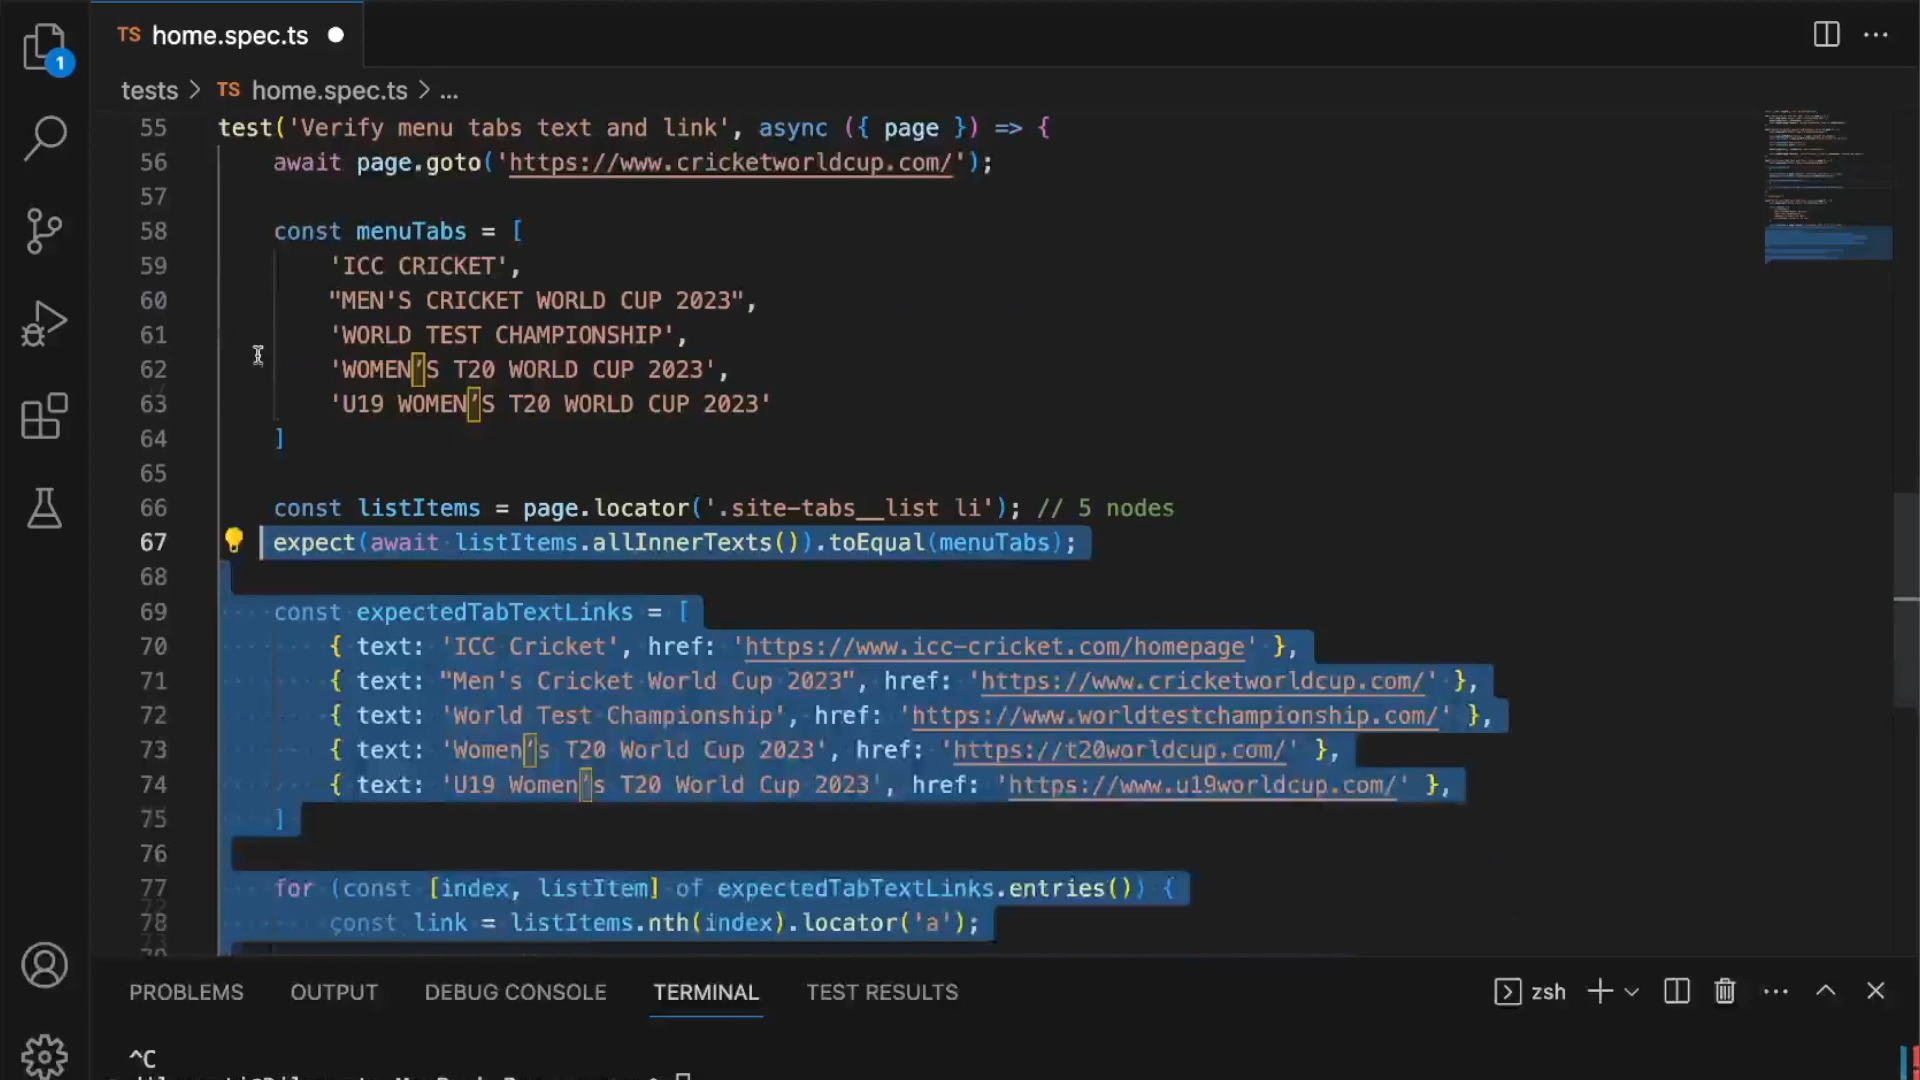 1
TS home.spec.ts
tests > TS home.spec.ts > ...
55 test('Verify menu tabs text and link', async ({ page }) => {
56 await page.goto('https://www.cricketworldcup.com/');
57
58 const menuTabs = [
59 'ICC CRICKET',
60 "MEN'S CRICKET WORLD CUP 2023",
61 'WORLD TEST CHAMPIONSHIP',
62 'WOMEN’S T20 WORLD CUP 2023',
63 'U19 WOMEN’S T20 WORLD CUP 2023'
64 ]
65
66 const listItems = page.locator('.site-tabs__list li'); // 5 nodes
67 expect(await listItems.allInnerTexts()).toEqual(menuTabs);
68
69 const expectedTabTextLinks = [
70 { text: 'ICC Cricket', href: 'https://www.icc-cricket.com/homepage' },
71 { text: "Men's Cricket World Cup 2023", href: 'https://www.cricketworldcup.com/' },
72 { text: 'World Test Championship', href: 'https://www.worldtestchampionship.com/' },
73 { text: 'Women’s T20 World Cup 2023', href: 'https://t20worldcup.com/' },
74 { text: 'U19 Women’s T20 World Cup 2023', href: 'https://www.u19worldcup.com/' },
75 ]
76
77 for (const [index, listItem] of expectedTabTextLinks.entries()) {
78 const link = listItems.nth(index).locator('a');
PROBLEMS OUTPUT DEBUG CONSOLE TERMINAL TEST RESULTS zsh
^C